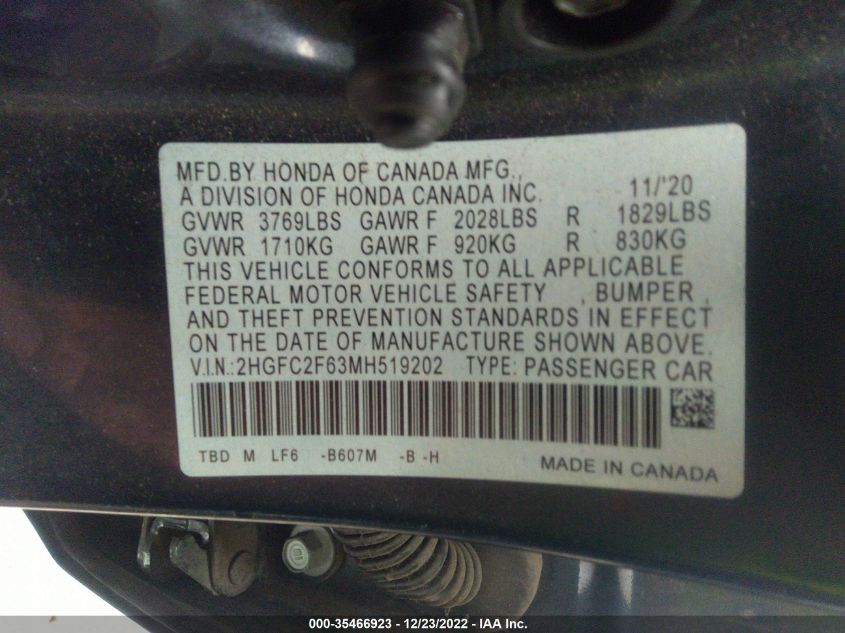 MFD.BY HONDA OF CANADA MFG.,
A DIVISION OF HONDA CANADA INC. 11/'20
GVWR 3769LBS GAWR F 2028LBS R 1829LBS
GVWR 1710KG GAWR F 920KG R 830KG
THIS VEHICLE CONFORMS TO ALL APPLICABLE
FEDERAL MOTOR VEHICLE SAFETY , BUMPER ,
AND THEFT PREVENTION STANDARDS IN EFFECT
ON THE DATE OF MANUFACTURE SHOWN ABOVE.
V.I.N.:2HGFC2F63MH519202 TYPE: PASSENGER CAR
TBD M LF6 -B607M -B -H
MADE IN CANADA
000-35466923 - 12/23/2022 - IAA Inc.